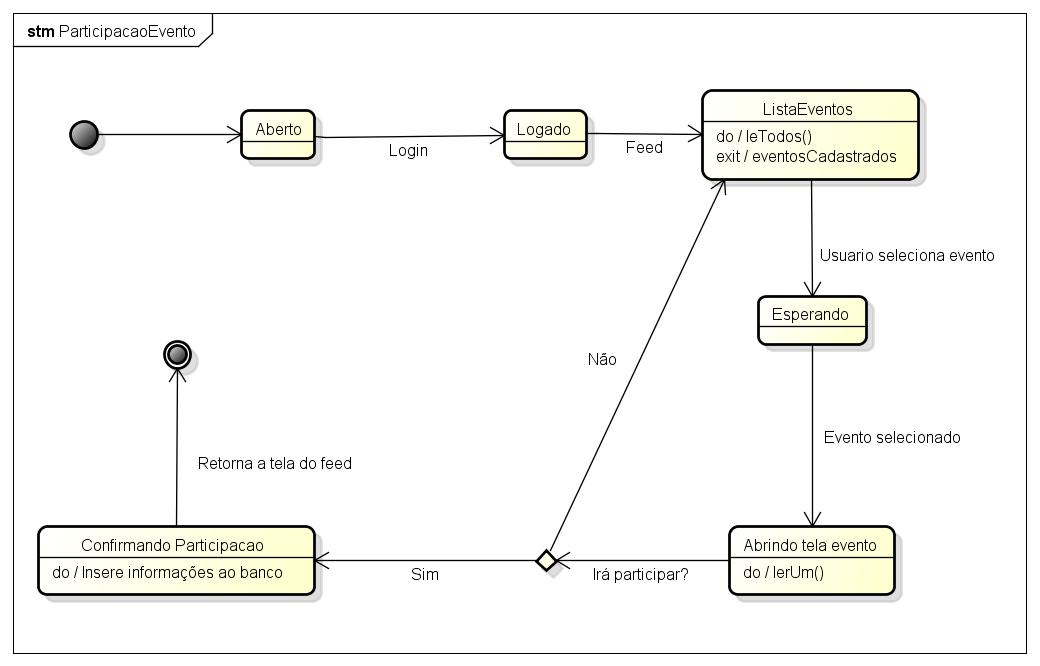 stm ParticipacaoEvento
ListaEventos
Aberto
Logado
do / leTodos()
Login
Feed
exit / eventosCadastrados
Usuario seleciona evento
Esperando
Não
Evento selecionado
Retorna a tela do feed
Confirmando Participacao
Abrindo tela evento
do / Insere informações ao banco
Sim
Irá participar?
do / lerUm()